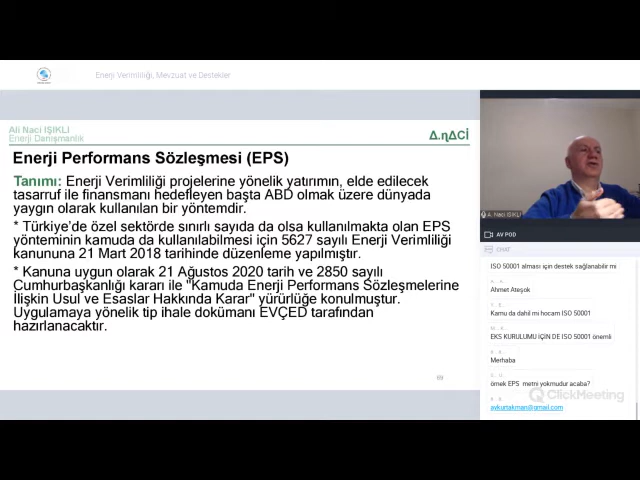 Enerji Verimliliği, Mevzuat ve Destekler
Ali Naci IŞIKLI
Enerji Danışmanlık
Δ.ηΔCİ
Enerji Performans Sözleşmesi (EPS)
Tanımı: Enerji Verimliliği projelerine yönelik yatırımın, elde edilecek
tasarruf ile finansmanı hedefleyen başta ABD olmak üzere dünyada
yaygın olarak kullanılan bir yöntemdir.
* Türkiye'de özel sektörde sınırlı sayıda da olsa kullanılmakta olan EPS
yönteminin kamuda da kullanılabilmesi için 5627 sayılı Enerji Verimliliği
kanununa 21 Mart 2018 tarihinde düzenleme yapılmıştır.
* Kanuna uygun olarak 21 Ağustos 2020 tarih ve 2850 sayılı
Cumhurbaşkanlığı kararı ile "Kamuda Enerji Performans Sözleşmelerine
İlişkin Usul ve Esaslar Hakkında Karar" yürürlüğe konulmuştur.
Uygulamaya yönelik tip ihale dokümanı EVÇED tarafından
hazırlanacaktır.
69
A. Naci IŞIKLI
AV POD
CHAT
ISO 50001 alması için destek sağlanabilir mi
Ahmet Ateşok
Kamu da dahil mi hocam ISO 50001
EKS KURULUMU İÇİN DE ISO 50001 önemli
Merhaba
örnek EPS metni yokmudur acaba?
aykurtakman@gmail.com
ClickMeeting